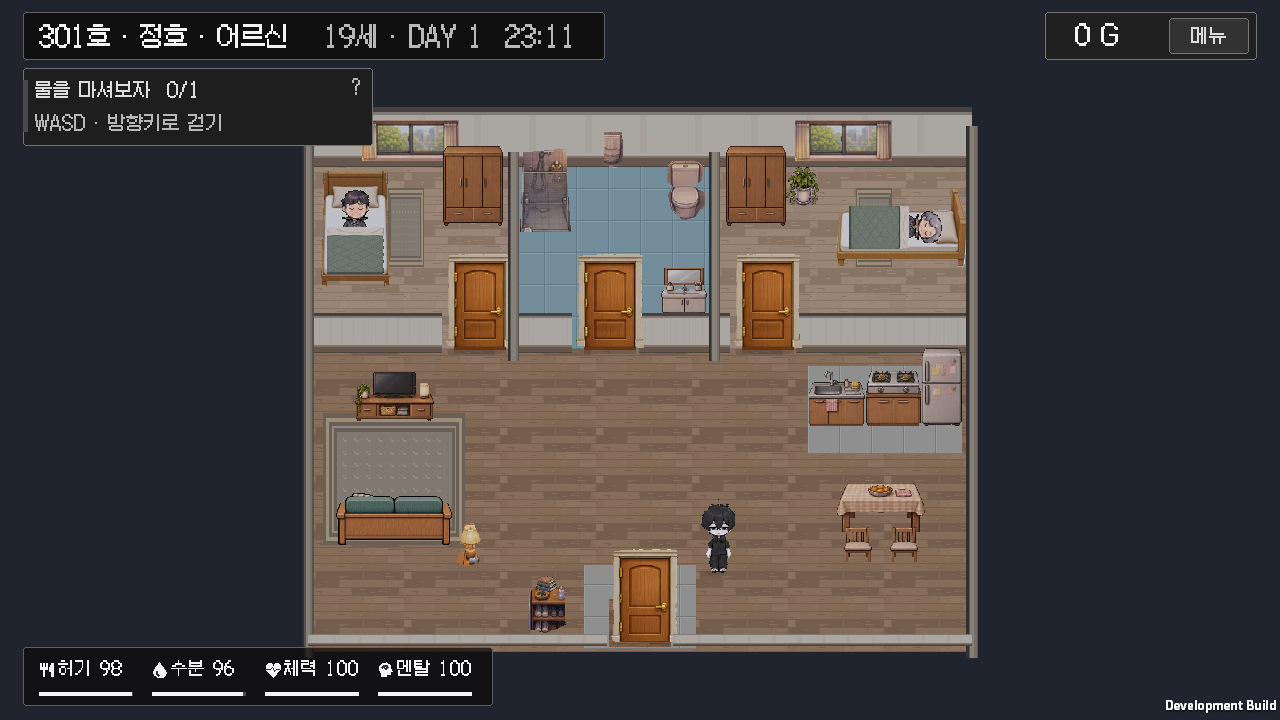 301호 · 정호 · 어르신 19세 · DAY 1 23:11
0 G
메뉴
물을 마셔보자 0/1
?
WASD · 방향키로 걷기
허기 98
수분 96
체력 100
멘탈 100
Development Build